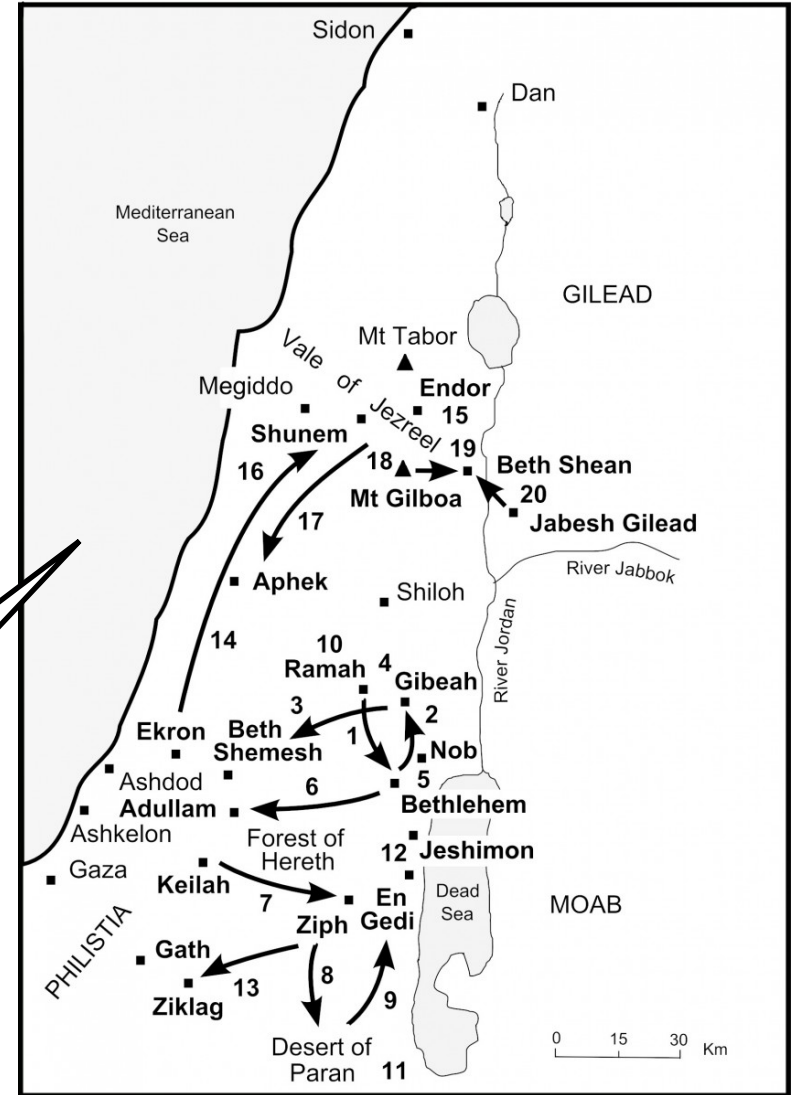 Sidon
Dan
Mediterranean
Sea
GILEAD
Mt Tabor
Vale of Jezreel
Megiddo
Endor
15
Shunem
19
16
18
Beth Shean
Mt Gilboa
20
17
Jabesh Gilead
River Jabbok
Aphek
Shiloh
River Jordan
14
10
Ramah
4
Gibeah
3
2
Ekron
Beth
Shemesh
1
Nob
Ashdod
5
6
Adullam
Bethlehem
Ashkelon
Forest of
Hereth
12
Jeshimon
Gaza
Keilah
7
En
Gedi
Dead
Sea
MOAB
Ziph
PHILISTIA
Gath
13
8
9
Ziklag
Desert of
Paran
11
0 15 30
Km